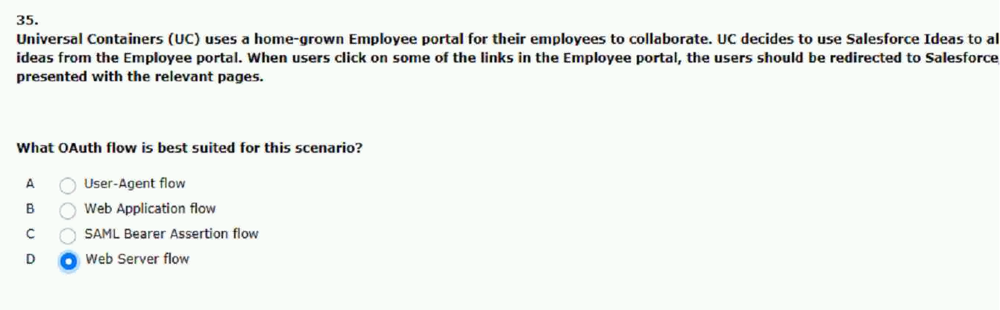 35.
Universal Containers (UC) uses a home-grown Employee portal for their employees to collaborate. UC decides to use Salesforce Ideas to al
ideas from the Employee portal. When users click on some of the links in the Employee portal, the users should be redirected to Salesforce,
presented with the relevant pages.
What OAuth flow is best suited for this scenario?
A User-Agent flow
B Web Application flow
C SAML Bearer Assertion flow
D Web Server flow